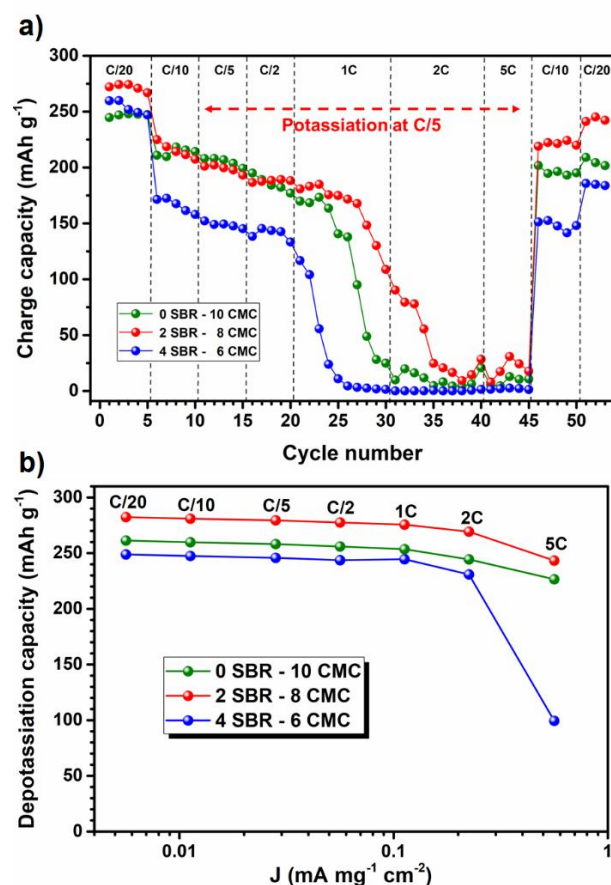 a)
C/20 C/10 C/5 C/2 1C 2C 5C C/10 C/20
Potassiation at C/5
300
250
200
150
100
50
0
Charge capacity (mAh g⁻¹)
0 SBR - 10 CMC
2 SBR - 8 CMC
4 SBR - 6 CMC
0 5 10 15 20 25 30 35 40 45 50
Cycle number
b)
C/20 C/10 C/5 C/2 1C 2C 5C
300
250
200
150
100
50
0
Depotassiation capacity (mAh g⁻¹)
0 SBR - 10 CMC
2 SBR - 8 CMC
4 SBR - 6 CMC
0.01 0.1 1
J (mA mg⁻¹ cm⁻²)